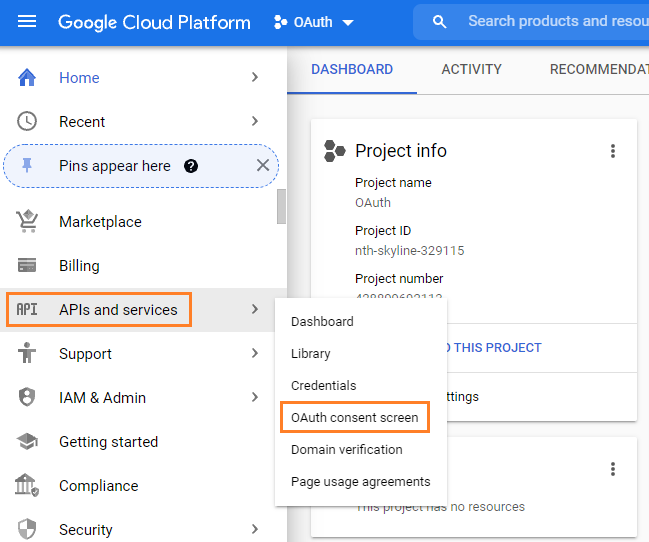 Google Cloud Platform
OAuth
Search products and resou
Home
Recent
Pins appear here
?
Marketplace
Billing
API
APIs and services
Support
IAM & Admin
Getting started
Compliance
Security
Dashboard
Library
Credentials
OAuth consent screen
Domain verification
Page usage agreements
DASHBOARD
ACTIVITY
RECOMMENDAT
Project info
Project name
OAuth
Project ID
nth-skyline-329115
Project number
THIS PROJECT
ttings
This project has no resources